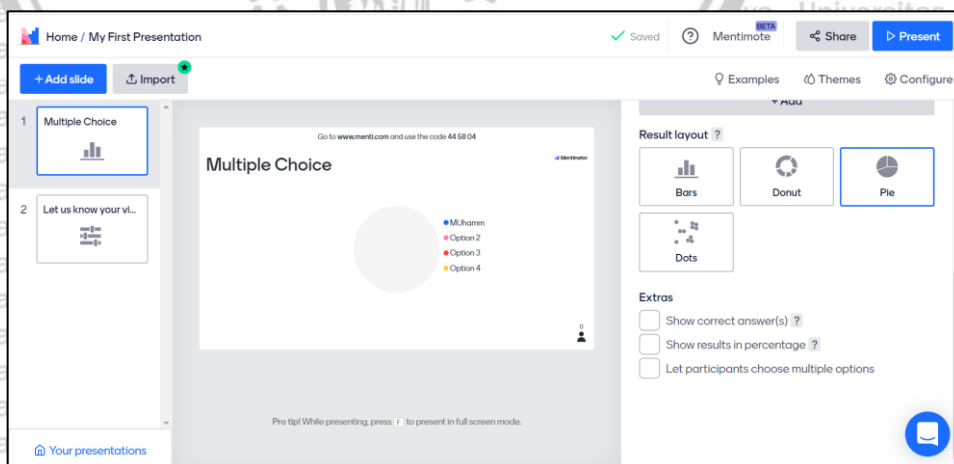 Home / My First Presentation
Saved
?
BETA
Mentimote
Share
Present
+ Add slide
Import
Examples
Themes
Configure
1
Multiple Choice
2
Let us know your vi...
Your presentations
Go to www.menti.com and use the code 44 58 04
Multiple Choice
Mentimeter
MUhamm
Option 2
Option 3
Option 4
0
Pro tip! While presenting, press F to present in full screen mode.
+ Add
Result layout ?
Bars
Donut
Pie
Dots
Extras
Show correct answer(s) ?
Show results in percentage ?
Let participants choose multiple options